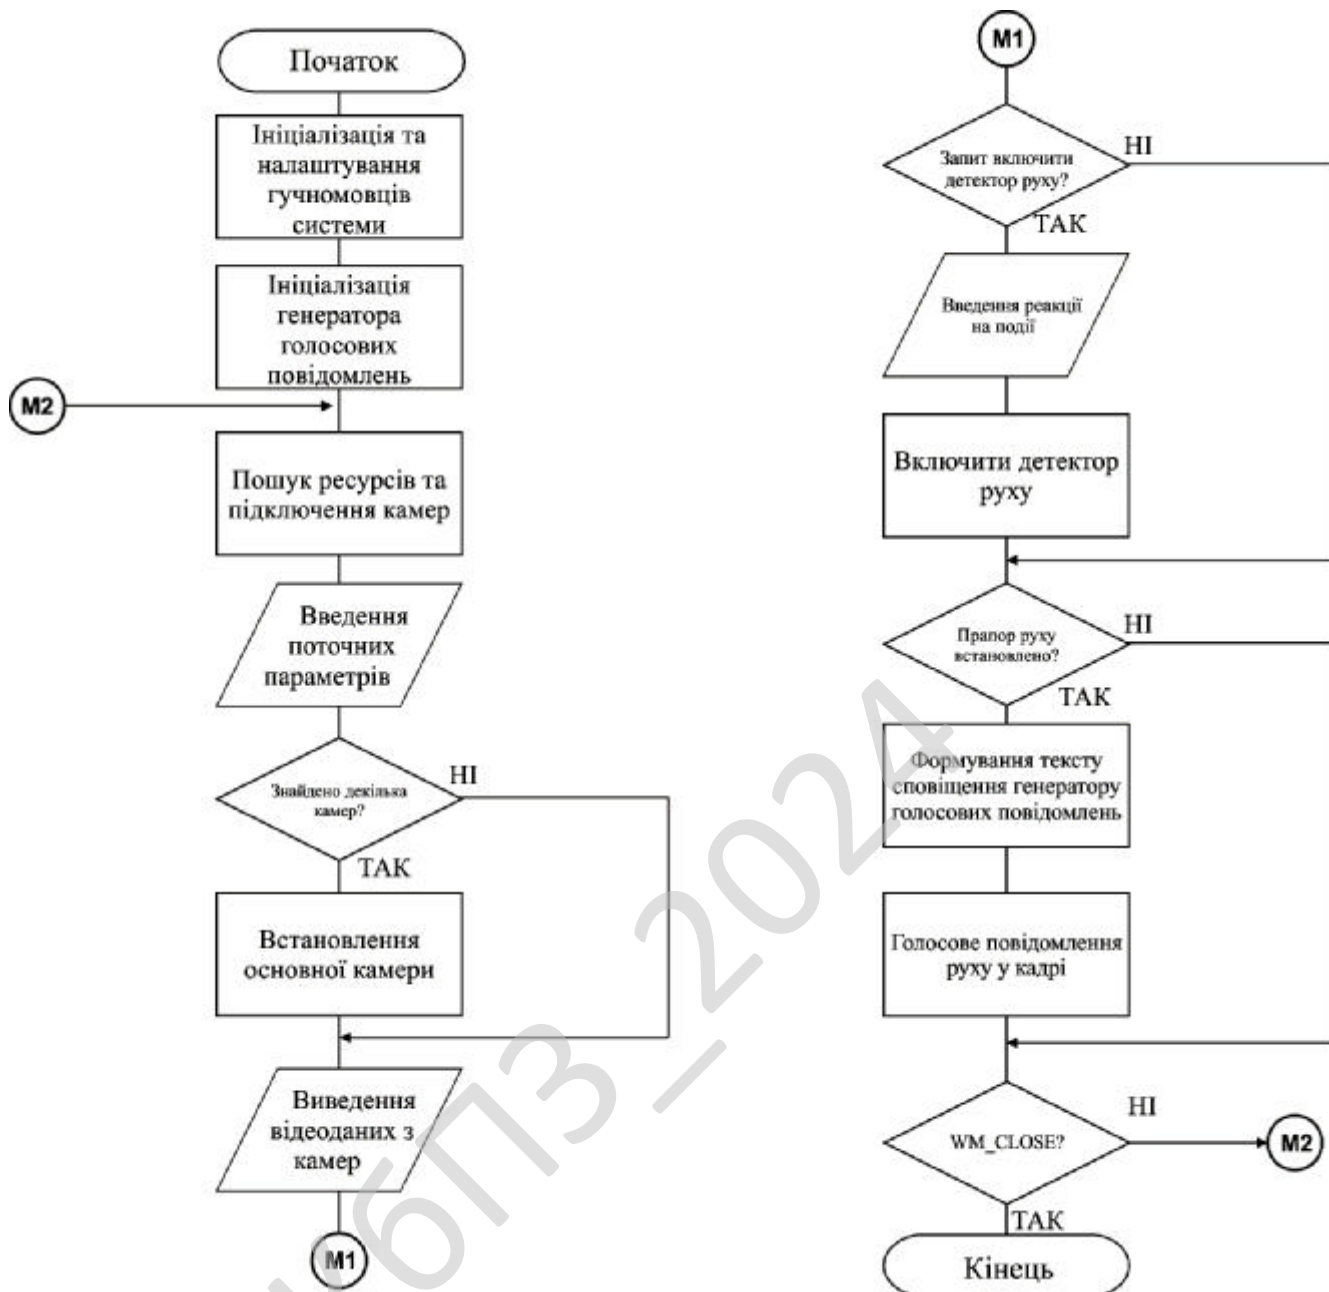 Початок
Ініціалізація та
налаштування
гучномовців
системи
Ініціалізація
генератора
голосових
повідомлень
M2
Пошук ресурсів та
підключення камер
Введення
поточних
параметрів
Знайдено декілька
камер?
НІ
ТАК
Встановлення
основної камери
Виведення
відеоданих з
камер
M1
M1
Запит включити
детектор руху?
НІ
ТАК
Введення реакції
на події
Включити детектор
руху
Прапор руху
встановлено?
НІ
ТАК
Формування тексту
сповіщення генератору
голосових повідомлень
Голосове повідомлення
руху у кадрі
WM_CLOSE?
НІ
M2
ТАК
Кінець
бПЗ_2024